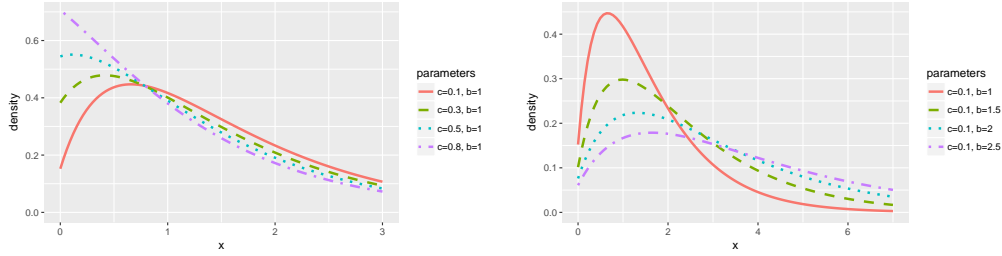 0.6
0.4
0.2
0.0
density
0
1
2
3
x
parameters
c=0.1, b=1
c=0.3, b=1
c=0.5, b=1
c=0.8, b=1
0.4
0.3
0.2
0.1
0.0
density
0
2
4
6
x
parameters
c=0.1, b=1
c=0.1, b=1.5
c=0.1, b=2
c=0.1, b=2.5